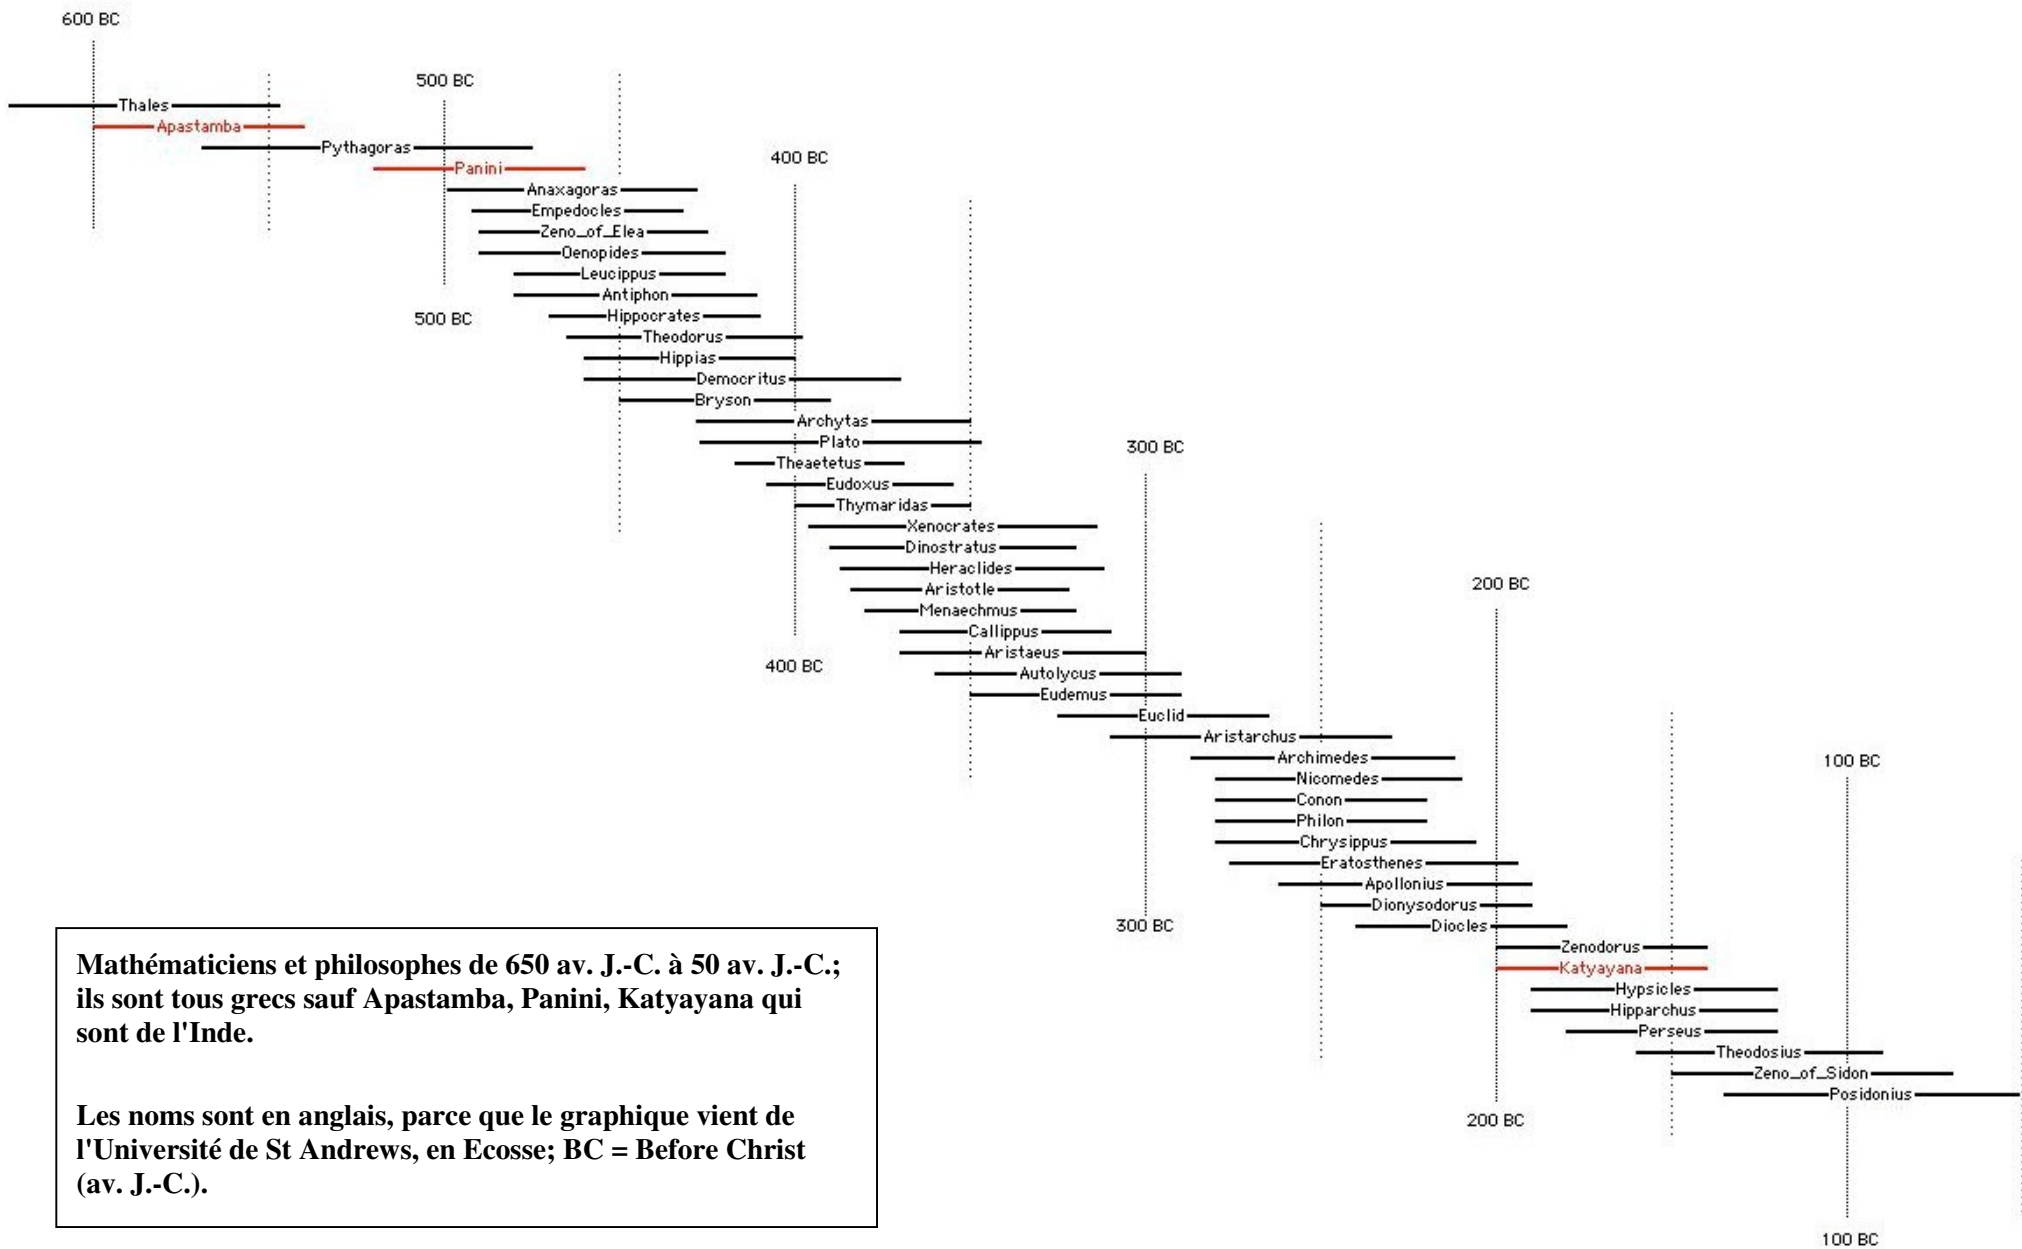 600 BC
500 BC
Thales
Apastamba
Pythagoras
400 BC
Panini
Anaxagoras
Empedocles
Zeno_of_Elea
Oenopides
Leucippus
Antiphon
Hippocrates
500 BC
Theodorus
Hippias
Democritus
Bryson
Archytas
Plato
300 BC
Theaetetus
Eudoxus
Thymaridas
Xenocrates
Dinostratus
Heraclides
200 BC
Aristotle
Menaechmus
Callippus
Aristaeus
400 BC
Autolycus
Eudemus
Euclid
Aristarchus
Archimedes
100 BC
Nicomedes
Conon
Philon
Chrysippus
Eratosthenes
Apollonius
Dionysodorus
Diocles
300 BC
Zenodorus
Katyayana
Hypsicles
Hipparchus
Perseus
Theodosius
Zeno_of_Sidon
Posidonius
200 BC
100 BC
Mathématiciens et philosophes de 650 av. J.-C. à 50 av. J.-C.;
ils sont tous grecs sauf Apastamba, Panini, Katyayana qui
sont de l'Inde.
Les noms sont en anglais, parce que le graphique vient de
l'Université de St Andrews, en Ecosse; BC = Before Christ
(av. J.-C.).